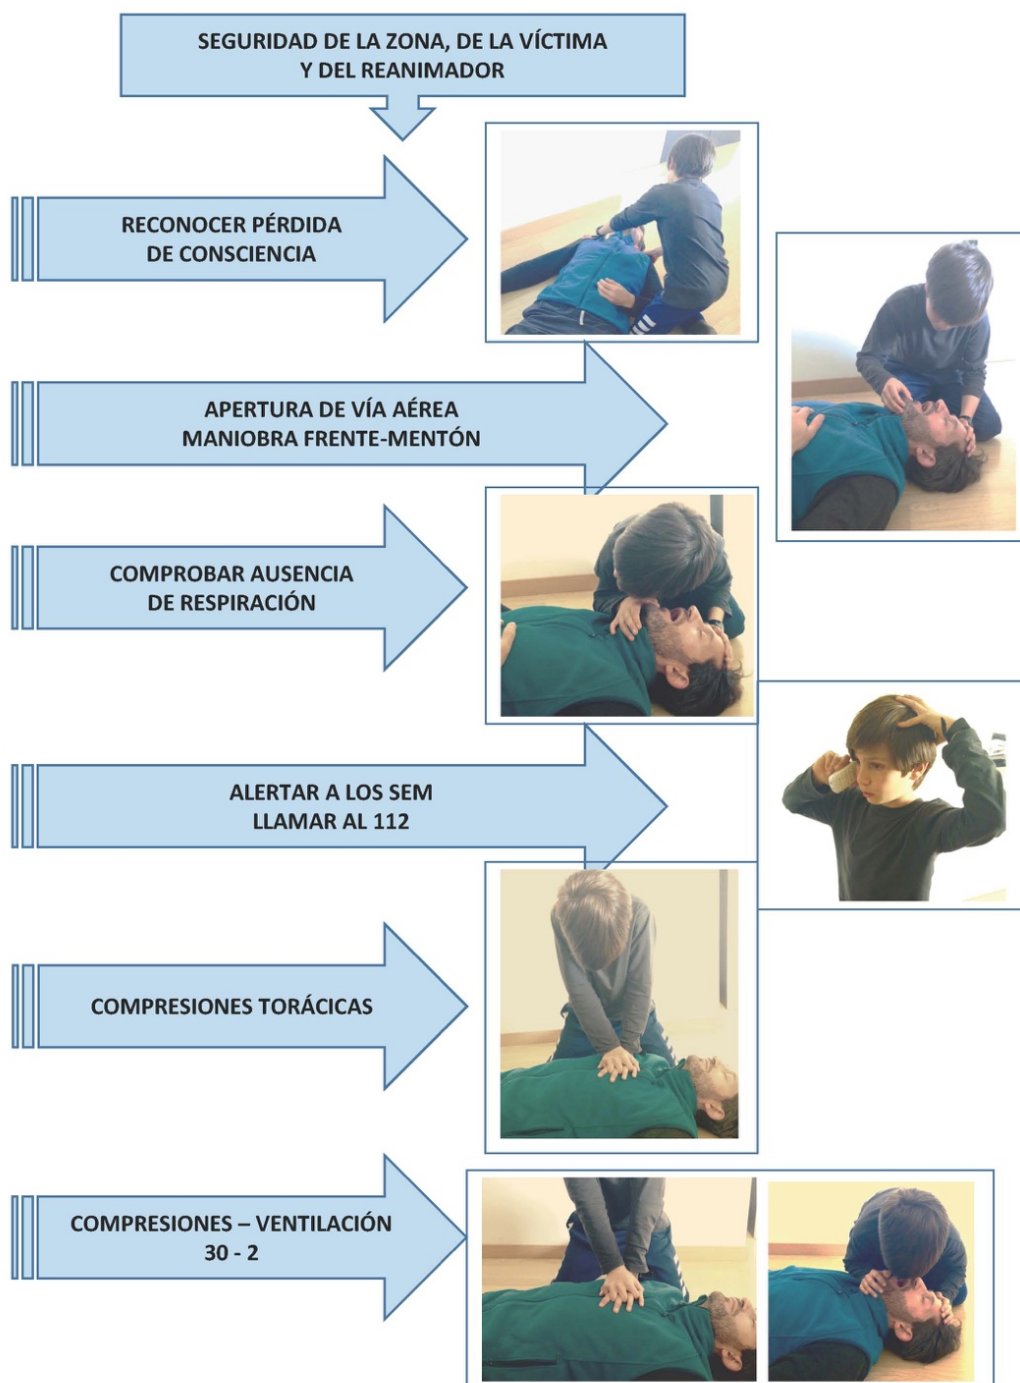 SEGURIDAD DE LA ZONA, DE LA VÍCTIMA
Y DEL REANIMADOR
RECONOCER PÉRDIDA
DE CONSCIENCIA
APERTURA DE VÍA AÉREA
MANIOBRA FRENTE-MENTÓN
COMPROBAR AUSENCIA
DE RESPIRACIÓN
ALERTAR A LOS SEM
LLAMAR AL 112
COMPRESIONES TORÁCICAS
COMPRESIONES – VENTILACIÓN
30 - 2